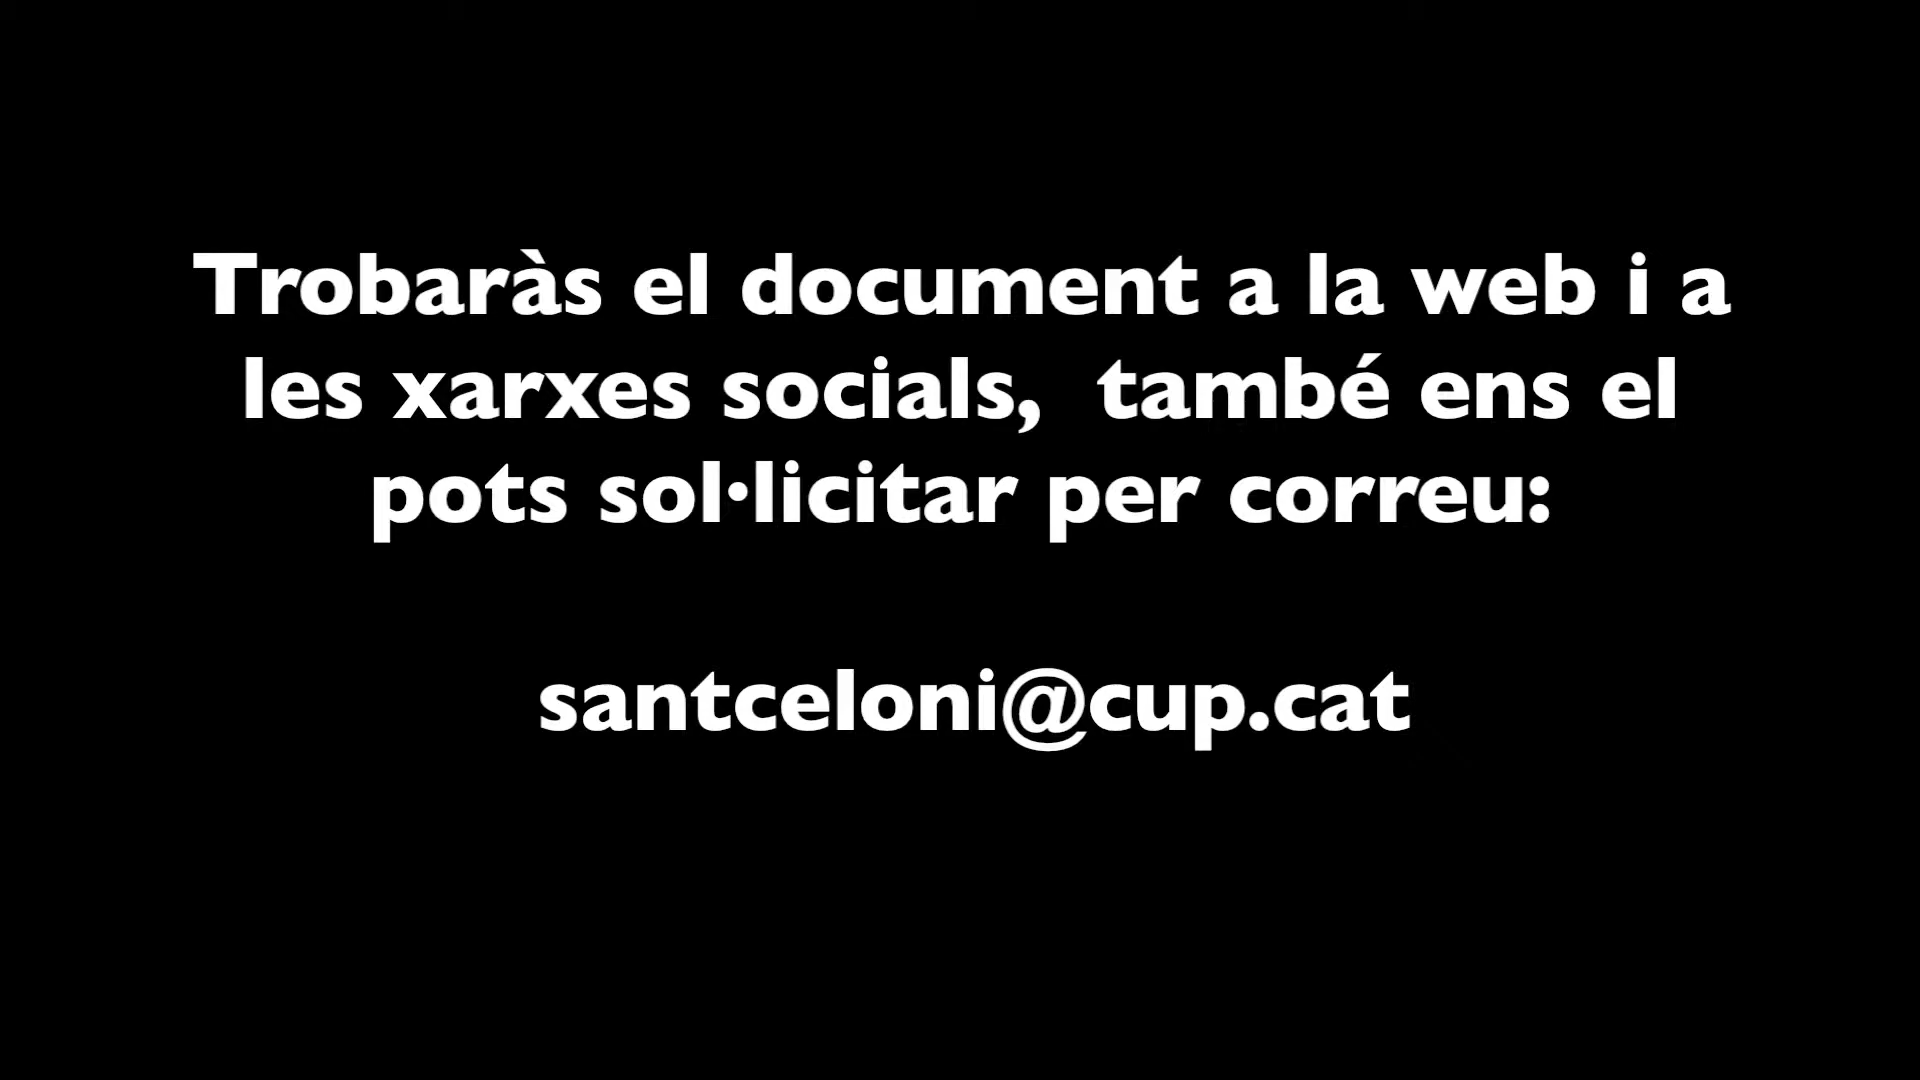 Trobaràs el document a la web i a
les xarxes socials,  també ens el
pots sol·licitar per correu:
santceloni@cup.cat